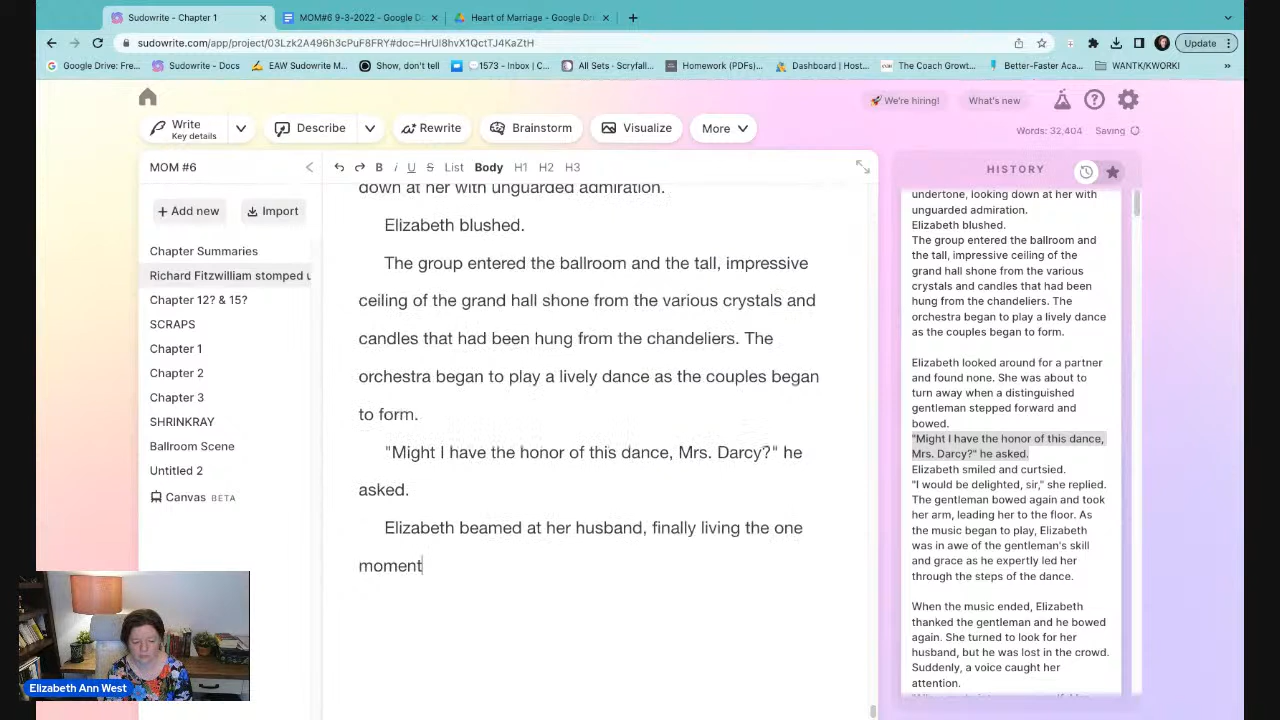 Sudowrite - Chapter 1
MOM#6 9-3-2022 - Google D
Heart of Marriage - Google Dri
sudowrite.com/app/project/03Lzk2A496h3cPuF8FRY#doc=HrUl8hvX1QctTJ4KaZtH
Update
Google Drive: Fre...
Sudowrite - Docs
EAW Sudowrite M...
Show, don't tell
1573 - Inbox | C...
All Sets · Scryfall...
Homework (PDFs)...
Dashboard | Host...
The Coach Growt...
Better-Faster Aca...
WANTK/KWORKI
»
We're hiring!
What's new
Write
Key details
Describe
Rewrite
Brainstorm
Visualize
More
Words: 32,404
Saving
MOM #6
B
i
U
S
List
Body
H1
H2
H3
HISTORY
+ Add new
Import
Chapter Summaries
Richard Fitzwilliam stomped u
Chapter 12? & 15?
SCRAPS
Chapter 1
Chapter 2
Chapter 3
SHRINKRAY
Ballroom Scene
Untitled 2
Canvas BETA
down at her with unguarded admiration.
Elizabeth blushed.
The group entered the ballroom and the tall, impressive
ceiling of the grand hall shone from the various crystals and
candles that had been hung from the chandeliers. The
orchestra began to play a lively dance as the couples began
to form.
"Might I have the honor of this dance, Mrs. Darcy?" he
asked.
Elizabeth beamed at her husband, finally living the one
moment
undertone, looking down at her with
unguarded admiration.
Elizabeth blushed.
The group entered the ballroom and
the tall, impressive ceiling of the
grand hall shone from the various
crystals and candles that had been
hung from the chandeliers. The
orchestra began to play a lively dance
as the couples began to form.
Elizabeth looked around for a partner
and found none. She was about to
turn away when a distinguished
gentleman stepped forward and
bowed.
"Might I have the honor of this dance,
Mrs. Darcy?" he asked.
Elizabeth smiled and curtsied.
"I would be delighted, sir," she replied.
The gentleman bowed again and took
her arm, leading her to the floor. As
the music began to play, Elizabeth
was in awe of the gentleman's skill
and grace as he expertly led her
through the steps of the dance.
When the music ended, Elizabeth
thanked the gentleman and he bowed
again. She turned to look for her
husband, but he was lost in the crowd.
Suddenly, a voice caught her
attention.
Elizabeth Ann West